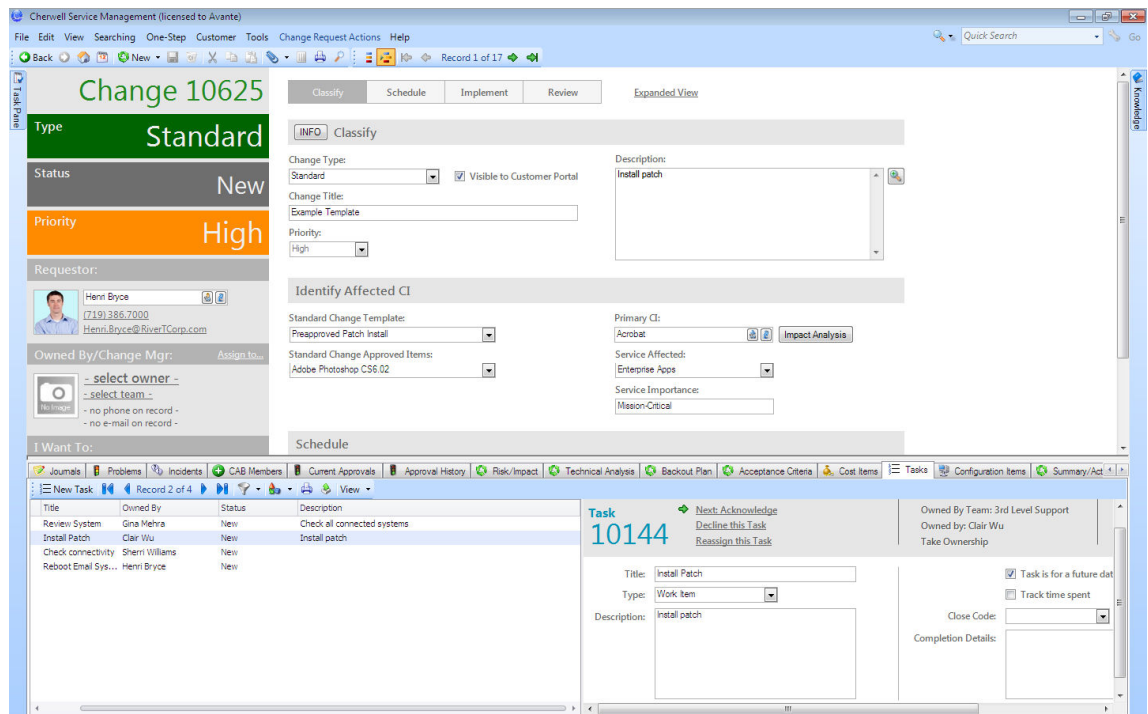 Cherwell Service Management (licensed to Avante)
File Edit View Searching One-Step Customer Tools Change Request Actions Help
Quick Search
Go
Back
New
Record 1 of 17
Task Pane
Knowledge
Change 10625
Type
Standard
Status
New
Priority
High
Requestor:
Henri Bryce
(719)386.7000
Henri.Bryce@RiverTCorp.com
Owned By/Change Mgr:
Assign to...
No Image
- select owner -
- select team -
- no phone on record -
- no e-mail on record -
I Want To:
Classify Schedule Implement Review Expanded View
INFO Classify
Change Type:
Standard
Visible to Customer Portal
Change Title:
Example Template
Priority:
High
Description:
Install patch
Identify Affected CI
Standard Change Template:
Preapproved Patch Install
Standard Change Approved Items:
Adobe Photoshop CS6.02
Primary CI:
Acrobat
Impact Analysis
Service Affected:
Enterprise Apps
Service Importance:
Mission-Critical
Schedule
Journals Problems Incidents CAB Members Current Approvals Approval History Risk/Impact Technical Analysis Backout Plan Acceptance Criteria Cost Items Tasks Configuration Items Summary/Act
New Task Record 2 of 4 View
Title Owned By Status Description
Review System Gina Mehra New Check all connected systems
Install Patch Clair Wu New Install patch
Check connectivity Sherri Williams New
Reboot Email Sys... Henri Bryce New
Task
10144
Next: Acknowledge
Decline this Task
Reassign this Task
Owned By Team: 3rd Level Support
Owned by: Clair Wu
Take Ownership
Title: Install Patch
Type: Work Item
Description: Install patch
Task is for a future dat
Track time spent
Close Code:
Completion Details: